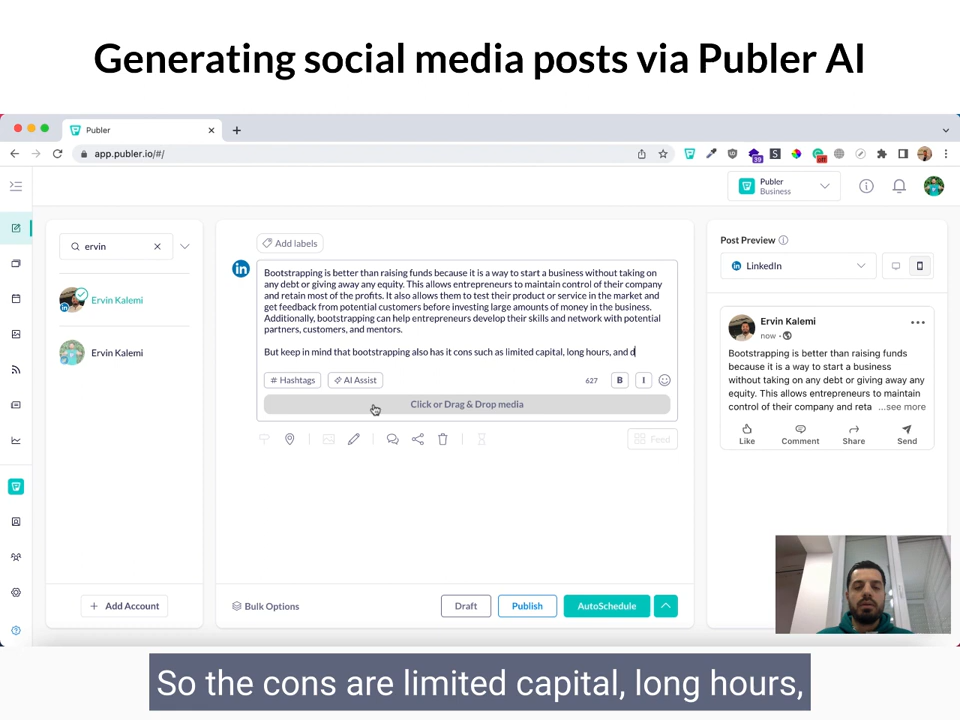 Generating social media posts via Publer AI
Publer
app.publer.io/#/
39
off
Publer
Business
ervin
Ervin Kalemi
Ervin Kalemi
Add Account
Add labels
Bootstrapping is better than raising funds because it is a way to start a business without taking on
any debt or giving away any equity. This allows entrepreneurs to maintain control of their company
and retain most of the profits. It also allows them to test their product or service in the market and
get feedback from potential customers before investing large amounts of money in the business.
Additionally, bootstrapping can help entrepreneurs develop their skills and network with potential
partners, customers, and mentors.
But keep in mind that bootstrapping also has it cons such as limited capital, long hours, and d
# Hashtags
AI Assist
627
B
I
Click or Drag & Drop media
Feed
Bulk Options
Draft
Publish
AutoSchedule
Post Preview
LinkedIn
Ervin Kalemi
now
Bootstrapping is better than raising funds
because it is a way to start a business
without taking on any debt or giving away any
equity. This allows entrepreneurs to maintain
control of their company and reta ...see more
Like
Comment
Share
Send
So the cons are limited capital, long hours,